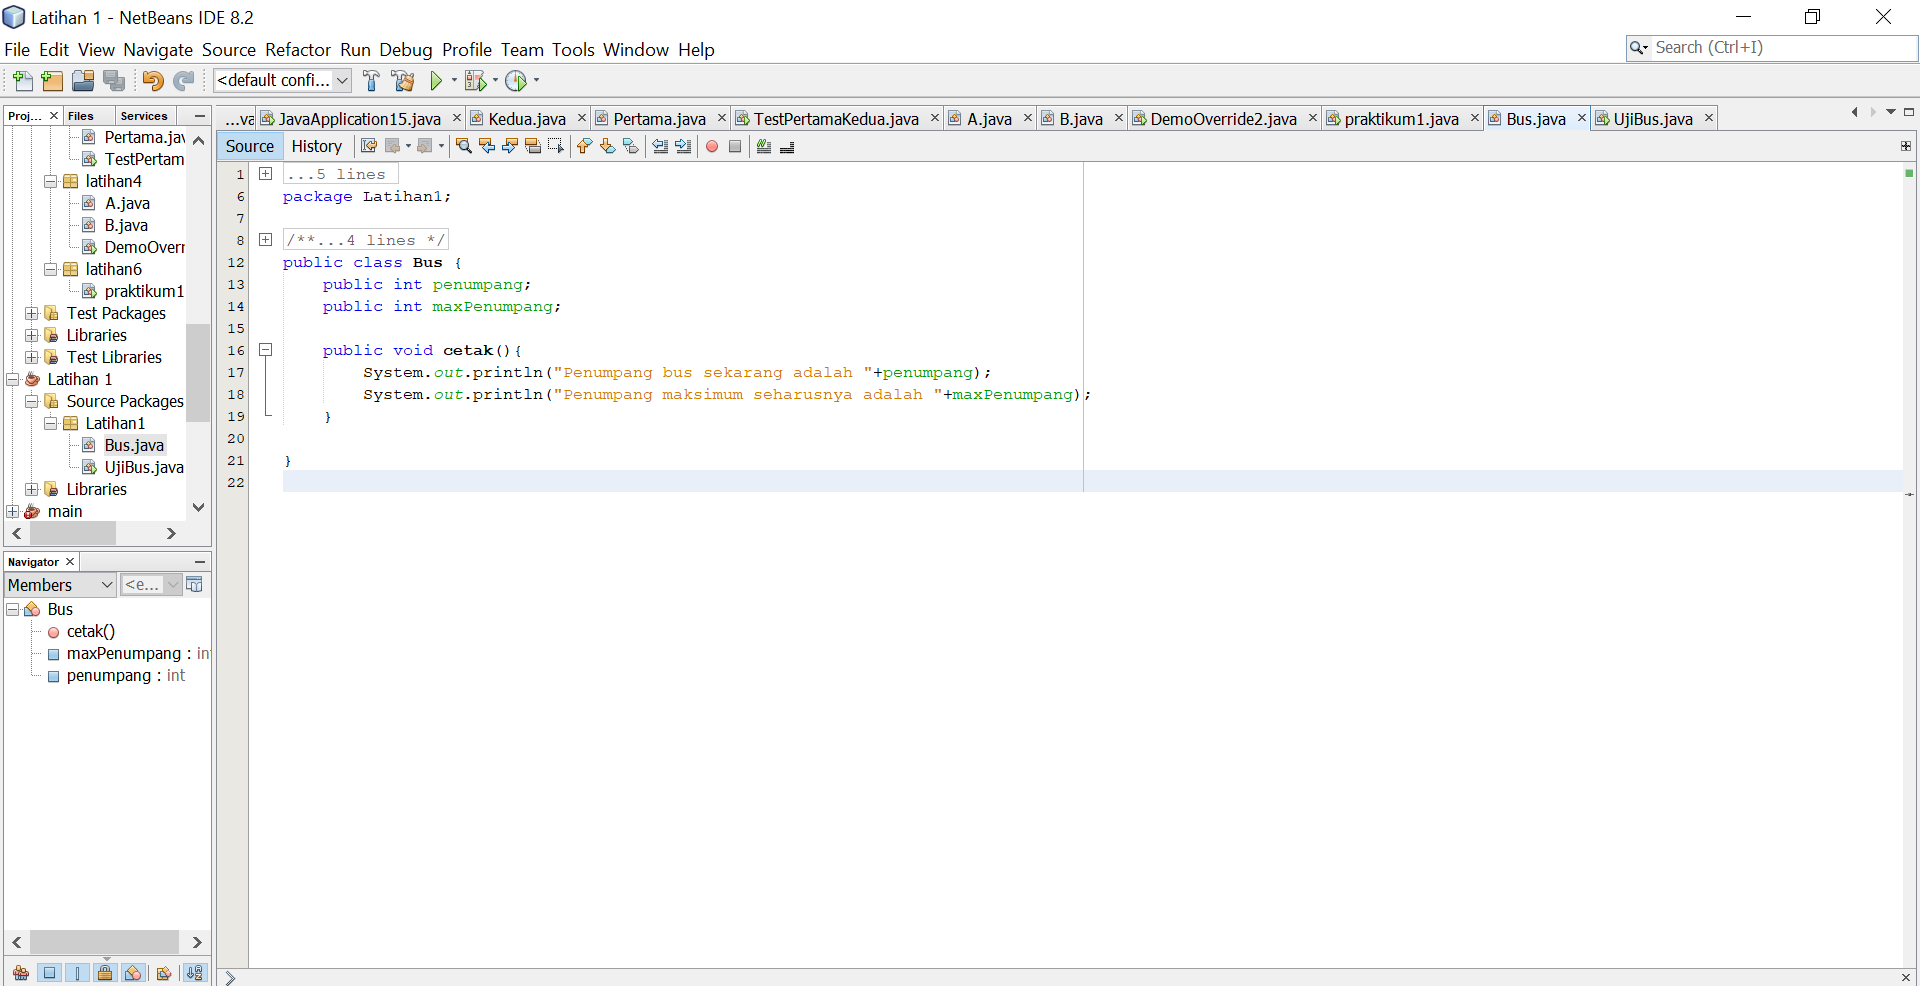 Latihan 1 - NetBeans IDE 8.2
File Edit View Navigate Source Refactor Run Debug Profile Team Tools Window Help
Search (Ctrl+I)
<default confi...
Proj... Files Services
...va JavaApplication15.java Kedua.java Pertama.java TestPertamaKedua.java A.java B.java DemoOverride2.java praktikum1.java Bus.java UjiBus.java
Source History
Pertama.jav
TestPertam
latihan4
A.java
B.java
DemoOverr
latihan6
praktikum1
Test Packages
Libraries
Test Libraries
Latihan 1
Source Packages
Latihan1
Bus.java
UjiBus.java
Libraries
main
Navigator
Members <e...
Bus
cetak()
maxPenumpang : in
penumpang : int
1 ...5 lines
6 package Latihan1;
7
8 /**...4 lines */
12 public class Bus {
13 public int penumpang;
14 public int maxPenumpang;
15
16 public void cetak(){
17 System.out.println("Penumpang bus sekarang adalah "+penumpang);
18 System.out.println("Penumpang maksimum seharusnya adalah "+maxPenumpang);
19 }
20
21 }
22